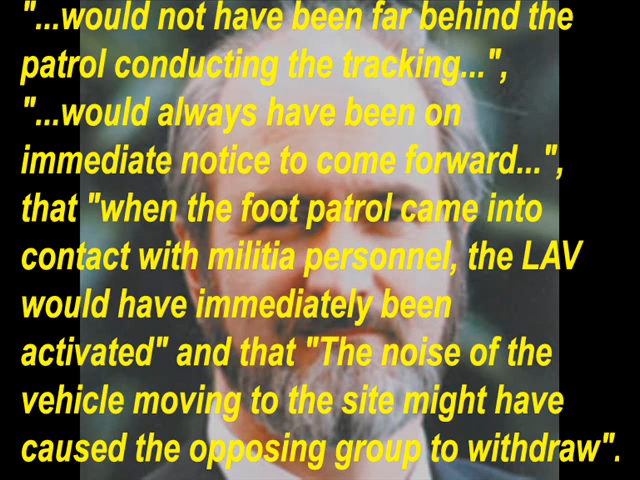 "...would not have been far behind the
patrol conducting the tracking...",
"...would always have been on
immediate notice to come forward...",
that "when the foot patrol came into
contact with militia personnel, the LAV
would have immediately been
activated" and that "The noise of the
vehicle moving to the site might have
caused the opposing group to withdraw".